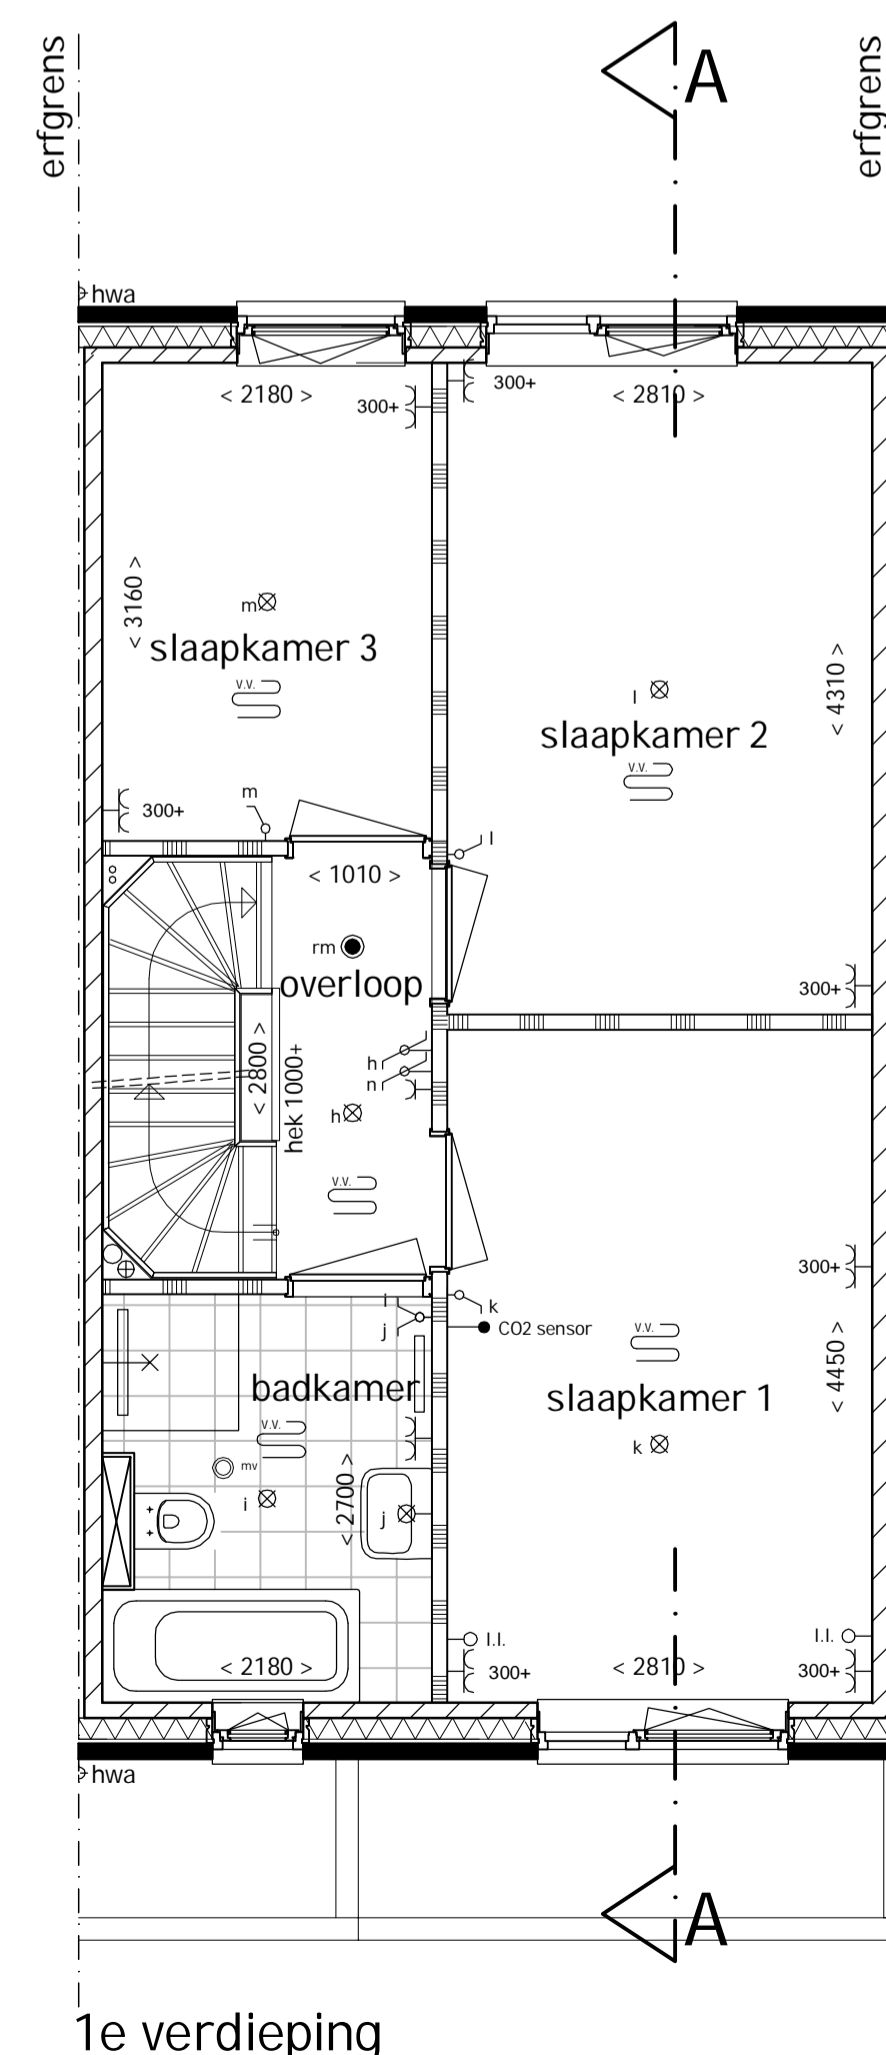 erfgrens
erfgrens
A
hwa
< 2180 >
300+
300+
< 2810 >
< 3160 >
m
slaapkamer 3
v.v.
l
slaapkamer 2
v.v.
< 4310 >
m
300+
l
< 1010 >
rm
overloop
300+
< 2800 >
hek 1000+
h
n
h
v.v.
300+
i
j
k
CO2 sensor
v.v.
badkamer
slaapkamer 1
< 4450 >
v.v.
k
mv
i
< 2700 >
j
l.l.
l.l.
300+
300+
< 2180 >
< 2810 >
hwa
A
1e verdieping